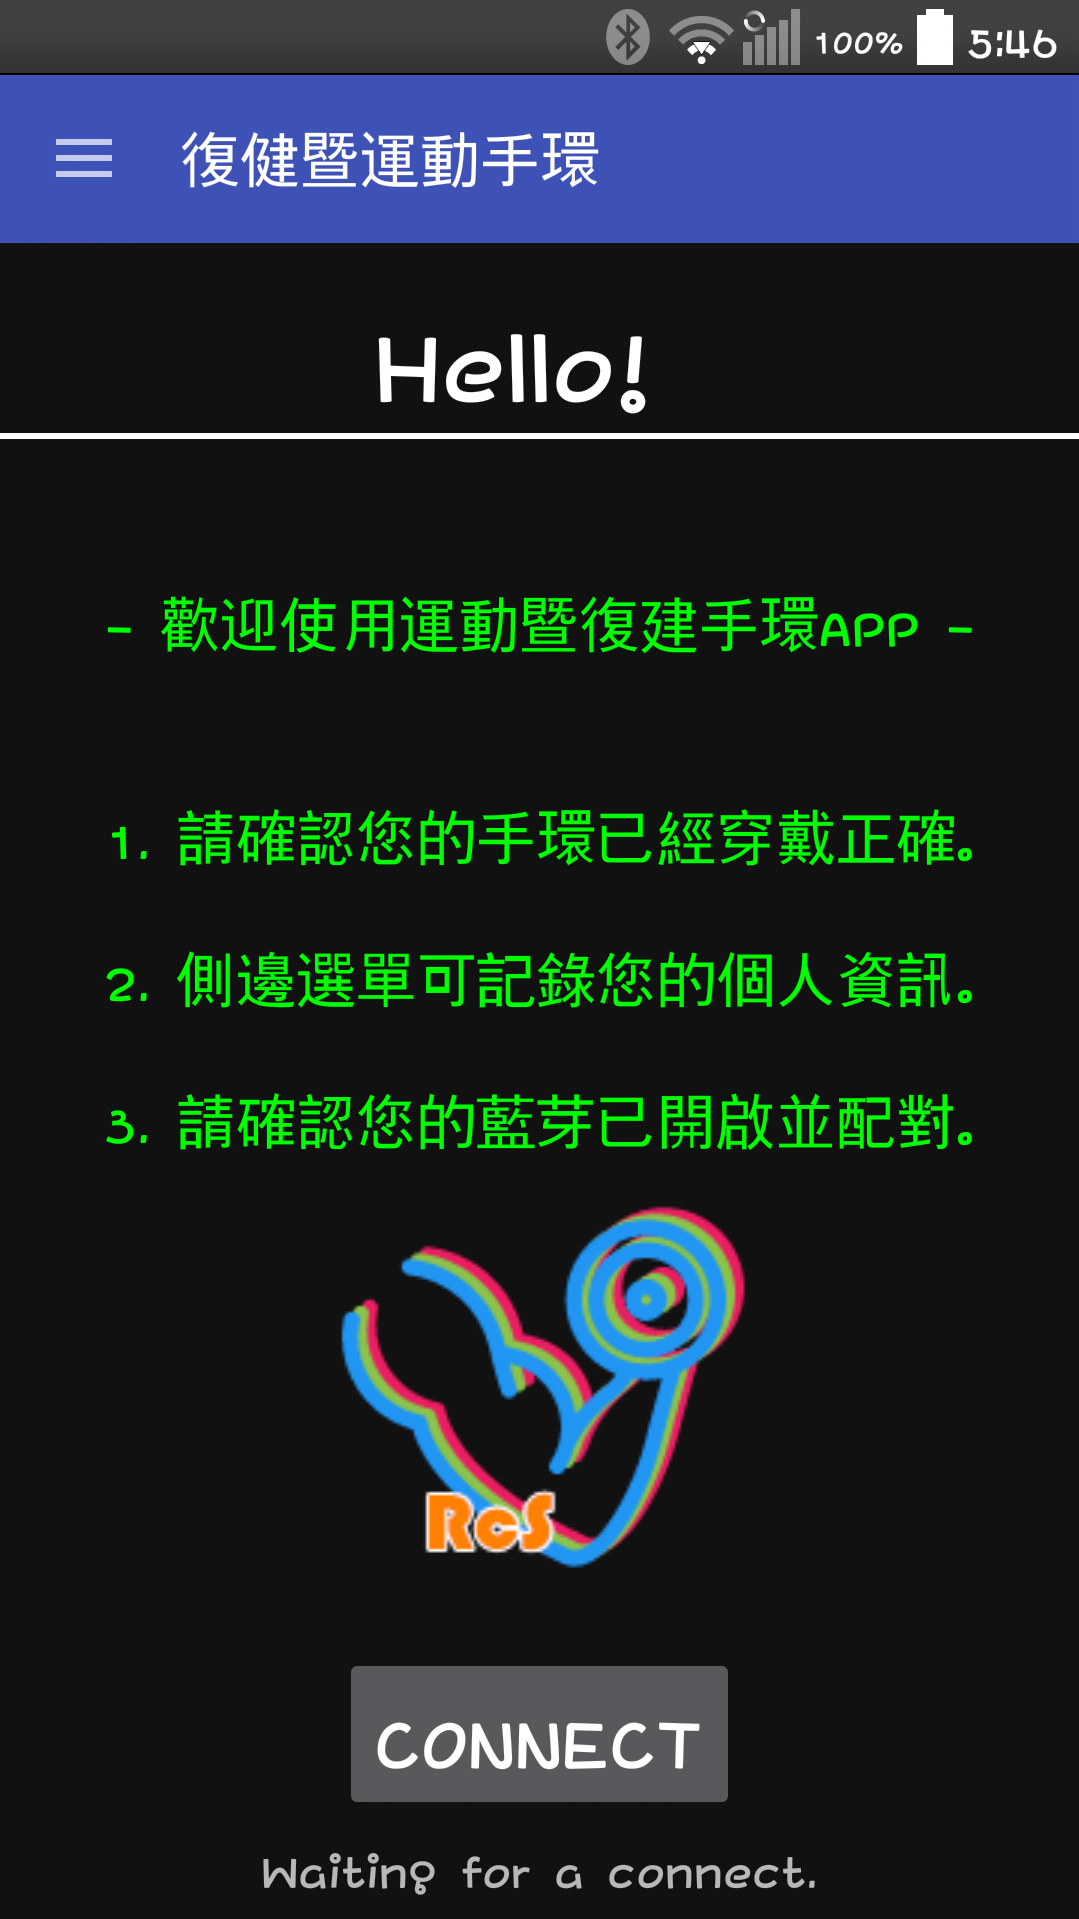 100% 5:46
復健暨運動手環
Hello!
- 歡迎使用運動暨復建手環APP -
1. 請確認您的手環已經穿戴正確。
2. 側邊選單可記錄您的個人資訊。
3. 請確認您的藍芽已開啟並配對。
RcS
CONNECT
Waiting for a connect.